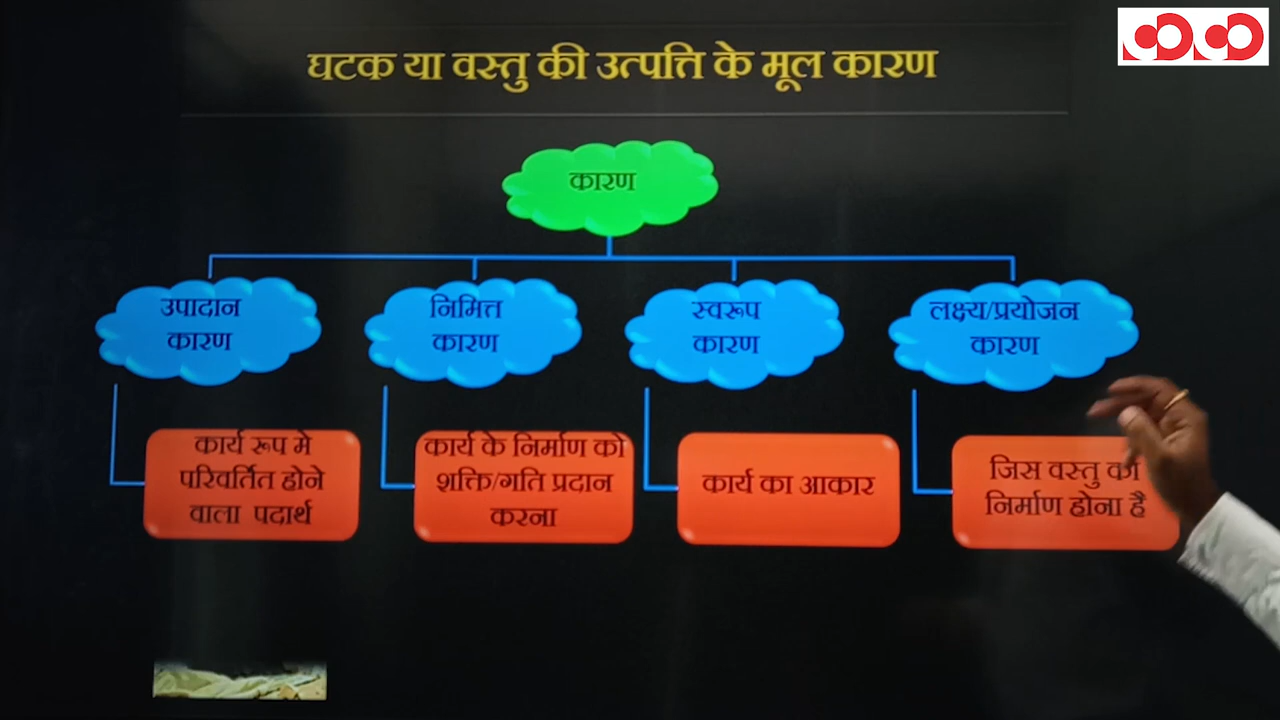 घटक या वस्तु की उत्पत्ति के मूल कारण
कारण
उपादान
कारण
निमित्त
कारण
स्वरूप
कारण
लक्ष्य/प्रयोजन
कारण
कार्य रूप मे
परिवर्तित होने
वाला पदार्थ
कार्य के निर्माण को
शक्ति/गति प्रदान
करना
कार्य का आकार
जिस वस्तु का
निर्माण होना है